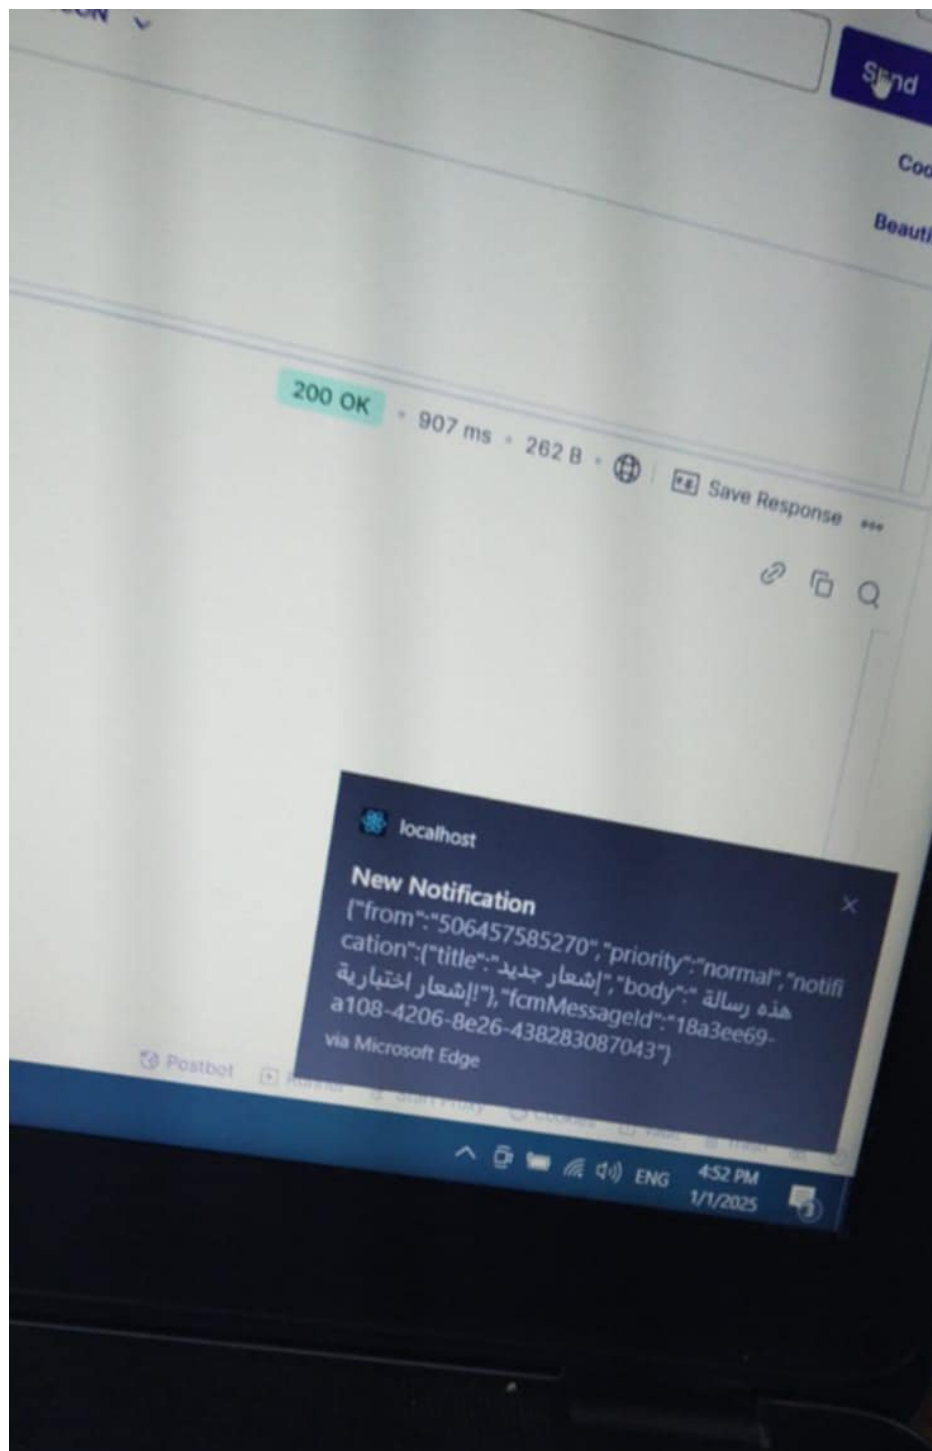 Send
200 OK • 907 ms • 262 B • Save Response
localhost
New Notification
{"from":"506457585270","priority":"normal","notifi
cation":{"title":"إشعار جديد","body":" هذه رسالة
إشعار اختبارية!"},"fcmMessageId":"18a3ee69-
a108-4206-8e26-438283087043"}
via Microsoft Edge
Postbot
ENG 4:52 PM
1/1/2025